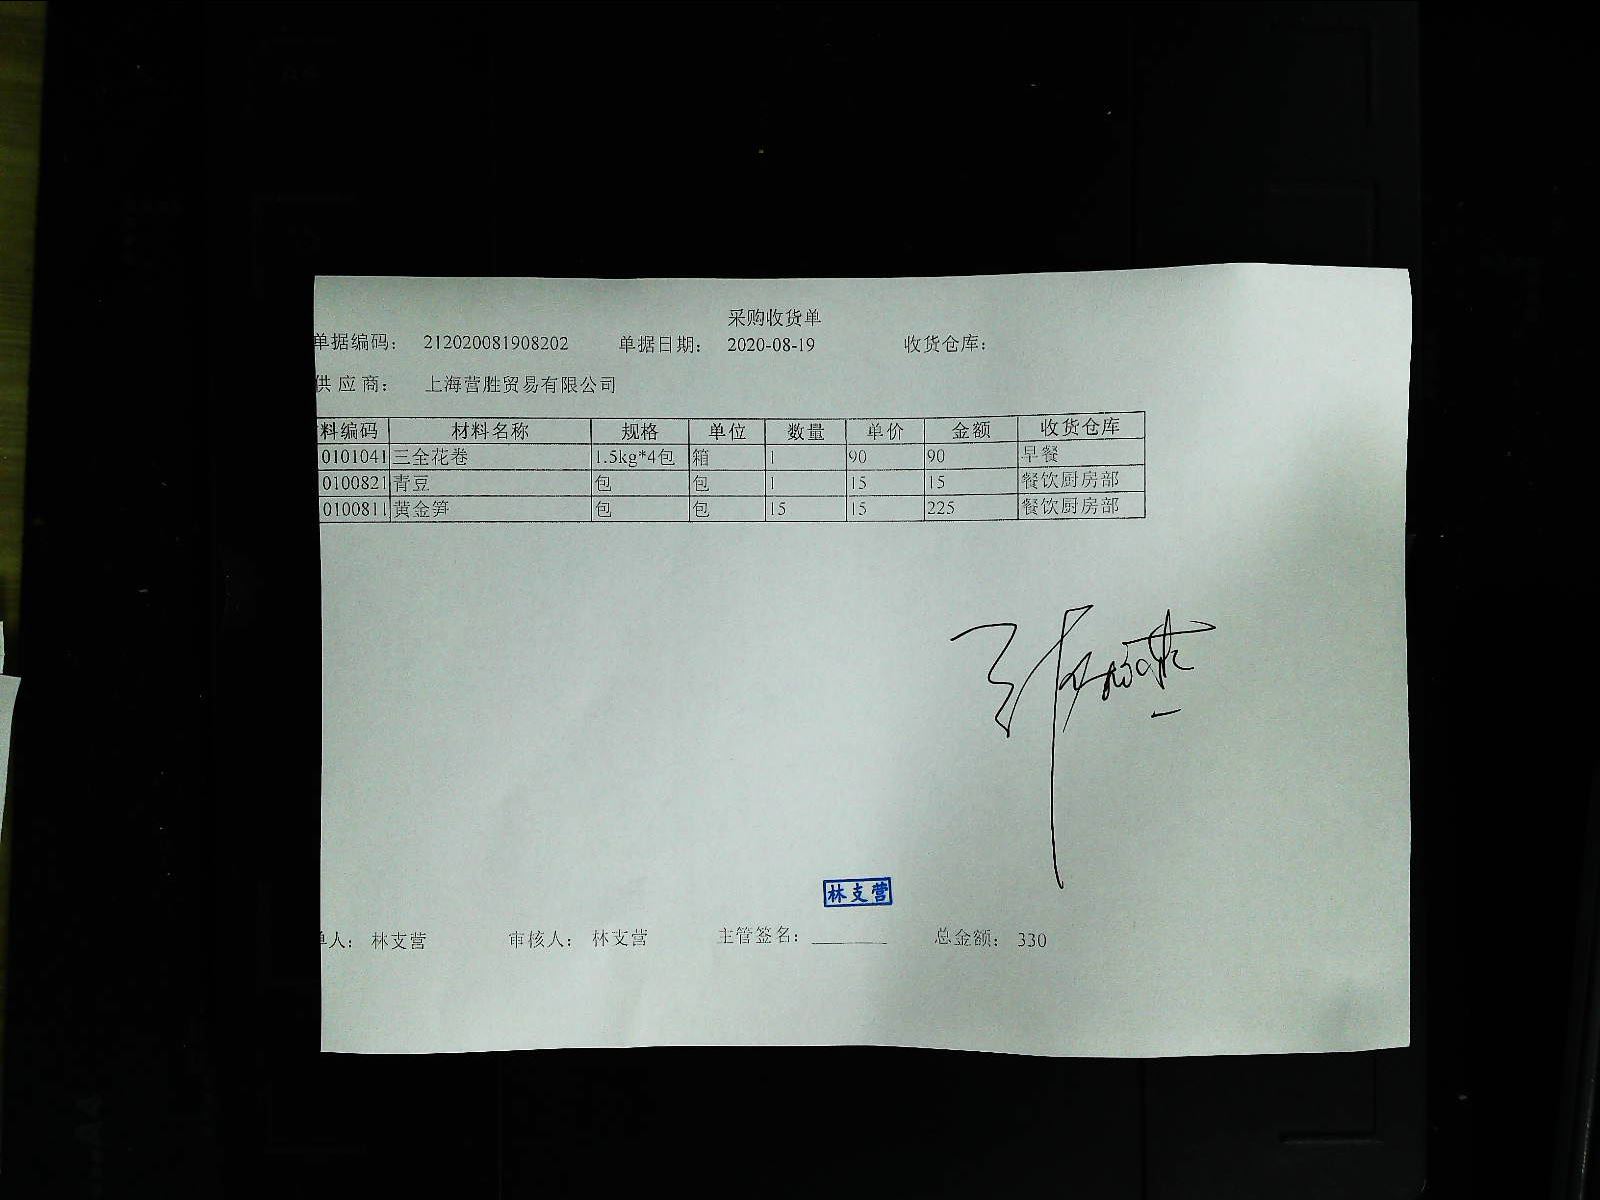 采购收货单
单据编码： 212020081908202 单据日期： 2020-08-19 收货仓库：
供 应 商： 上海营胜贸易有限公司
料编码 材料名称 规格 单位 数量 单价 金额 收货仓库
0101041 三全花卷 1.5kg*4包 箱 1 90 90 早餐
0100821 青豆 包 包 1 15 15 餐饮厨房部
0100811 黄金笋 包 包 15 15 225 餐饮厨房部
林支营
单人： 林支营 审核人： 林支营 主管签名： 总金额： 330